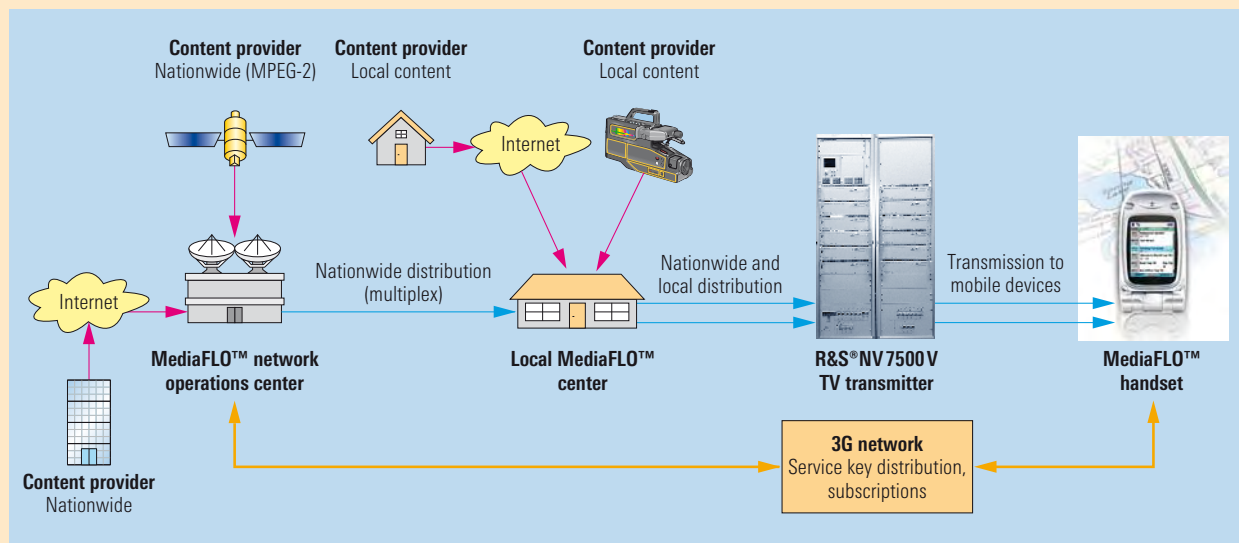 Content provider
Nationwide (MPEG-2)
Content provider
Local content
Content provider
Local content
Internet
Internet
Nationwide distribution
(multiplex)
Nationwide and
local distribution
Transmission to
mobile devices
MediaFLO™ network
operations center
Local MediaFLO™
center
R&S®NV 7500 V
TV transmitter
MediaFLO™
handset
3G network
Service key distribution,
subscriptions
Content provider
Nationwide